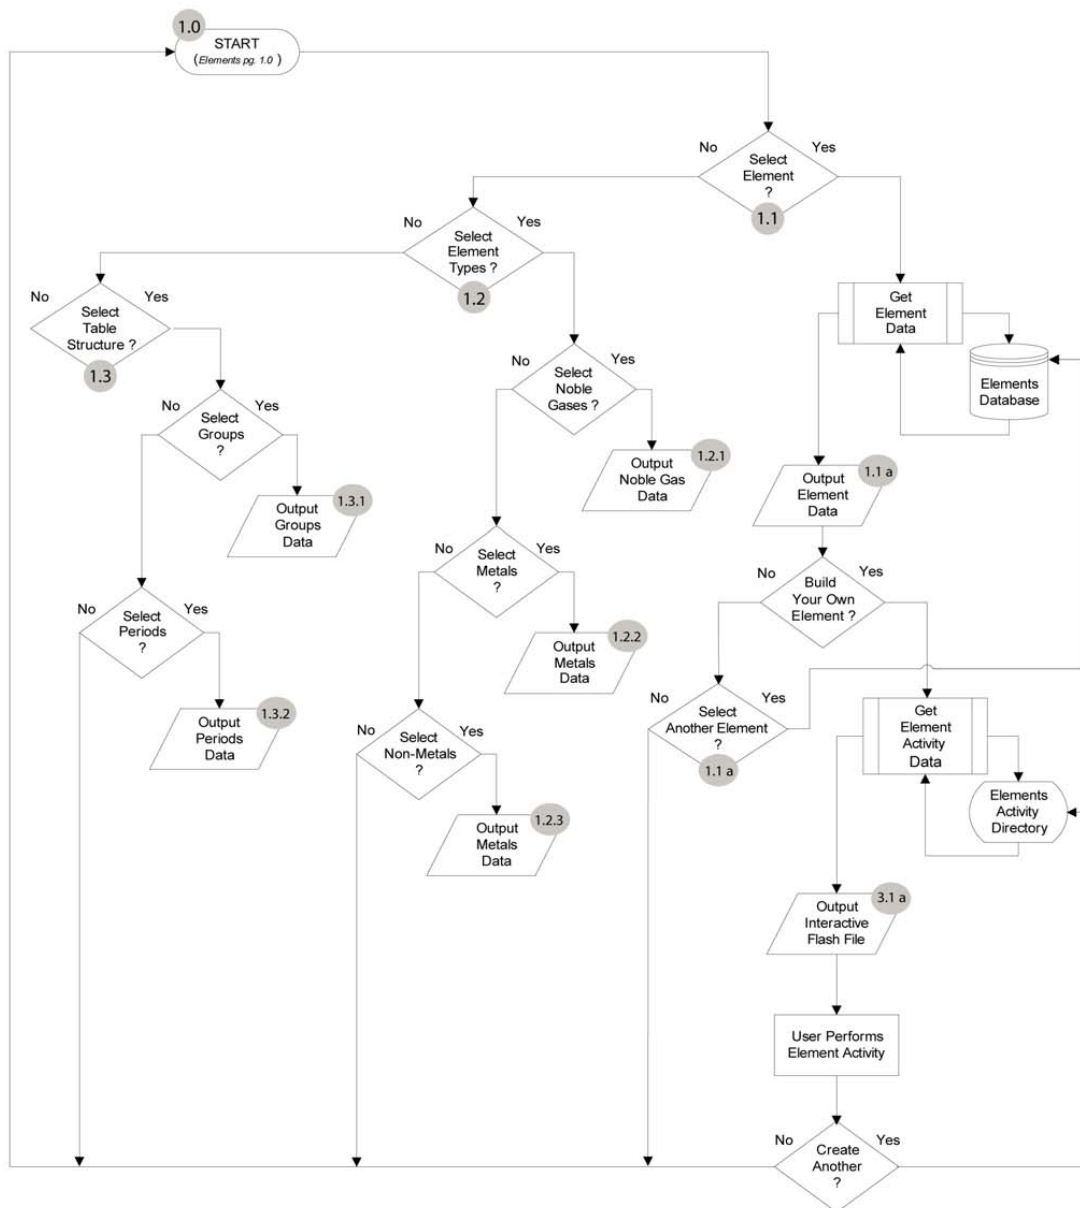 1.0
START
(Elements pg. 1.0)
No
Yes
Select
Element
?
1.1
No
Yes
Select
Element
Types ?
1.2
No
Yes
Select
Table
Structure ?
1.3
Get
Element
Data
Elements
Database
No
Yes
Select
Noble
Gases ?
No
Yes
Select
Groups
?
Output
Noble Gas
Data
1.2.1
Output
Element
Data
1.1 a
Output
Groups
Data
1.3.1
No
Yes
Select
Metals
?
No
Yes
Build
Your Own
Element ?
No
Yes
Select
Periods
?
Output
Metals
Data
1.2.2
No
Yes
Select
Another Element
?
1.1 a
Get
Element
Activity
Data
Output
Periods
Data
1.3.2
No
Yes
Select
Non-Metals
?
Elements
Activity
Directory
Output
Metals
Data
1.2.3
Output
Interactive
Flash File
3.1 a
User Performs
Element Activity
No
Yes
Create
Another
?